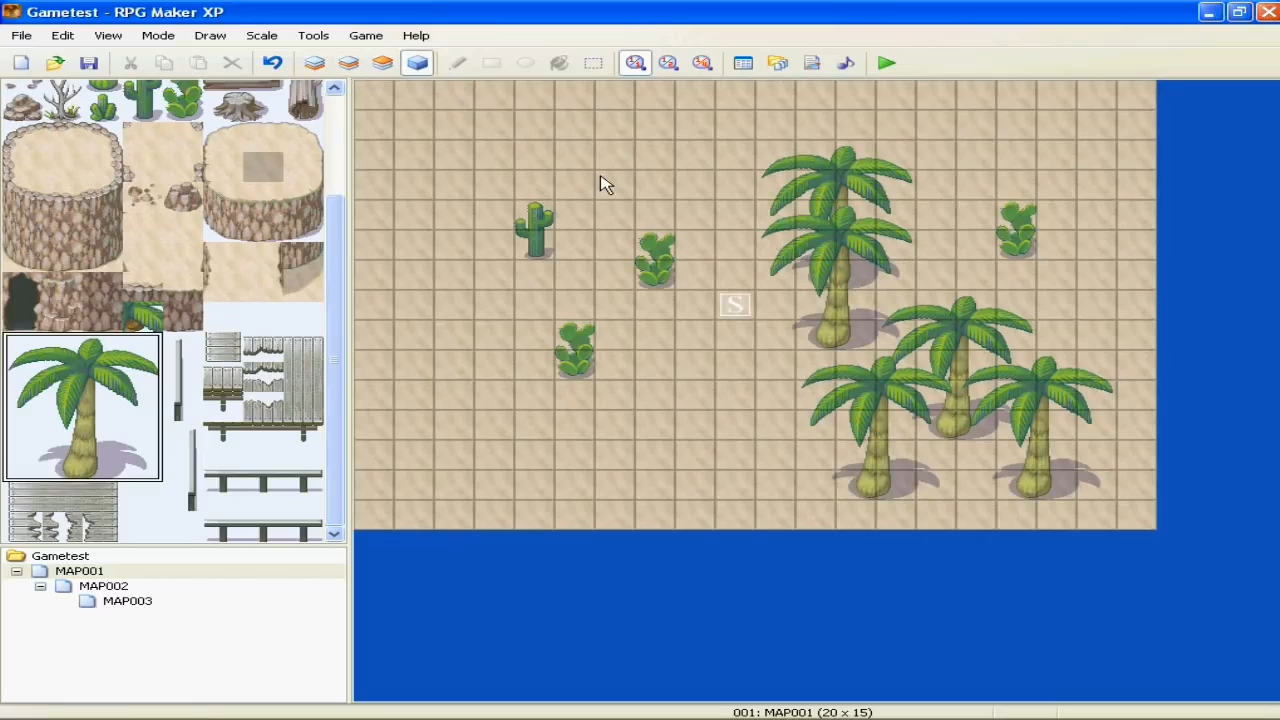 Gametest - RPG Maker XP
File Edit View Mode Draw Scale Tools Game Help
S
Gametest
MAP001
MAP002
MAP003
001: MAP001 (20 x 15)